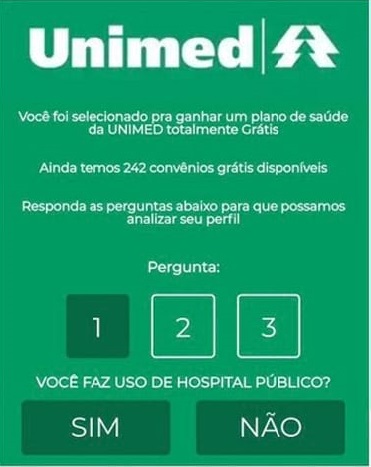 Unimed
Você foi selecionado pra ganhar um plano de saúde
da UNIMED totalmente Grátis
Ainda temos 242 convênios grátis disponíveis
Responda as perguntas abaixo para que possamos
analizar seu perfil
Pergunta:
1 2 3
VOCÊ FAZ USO DE HOSPITAL PÚBLICO?
SIM NÃO